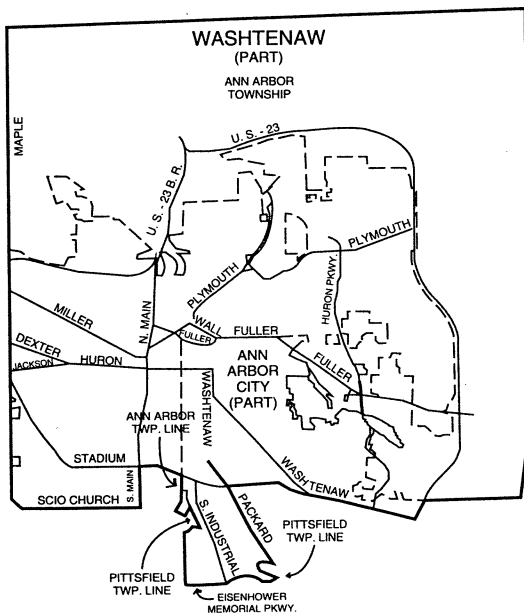 WASHTENAW
(PART)
ANN ARBOR
TOWNSHIP
MAPLE
U. S. - 23
U. S. - 23 B. R.
PLYMOUTH
PLYMOUTH
HURON PKWY.
MILLER
N. MAIN
WALL
FULLER
FULLER
FULLER
DEXTER
JACKSON
HURON
ANN
ARBOR
CITY
(PART)
WASHTENAW
ANN ARBOR
TWP. LINE
STADIUM
WASHTENAW
S. MAIN
SCIO CHURCH
S. INDUSTRIAL
PACKARD
PITTSFIELD
TWP. LINE
PITTSFIELD
TWP. LINE
EISENHOWER
MEMORIAL PKWY.